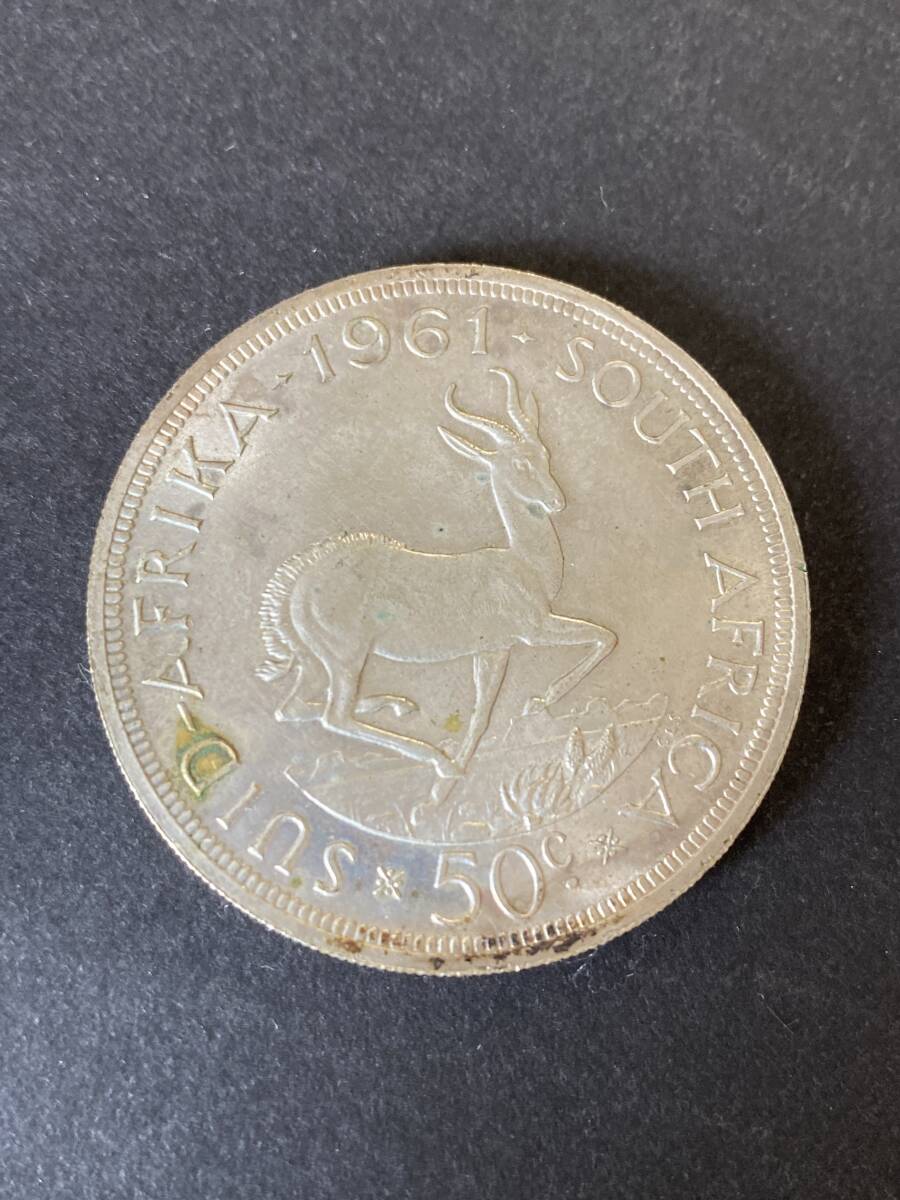 SUID-AFRIKA · 1961 · SOUTH AFRICA
50c